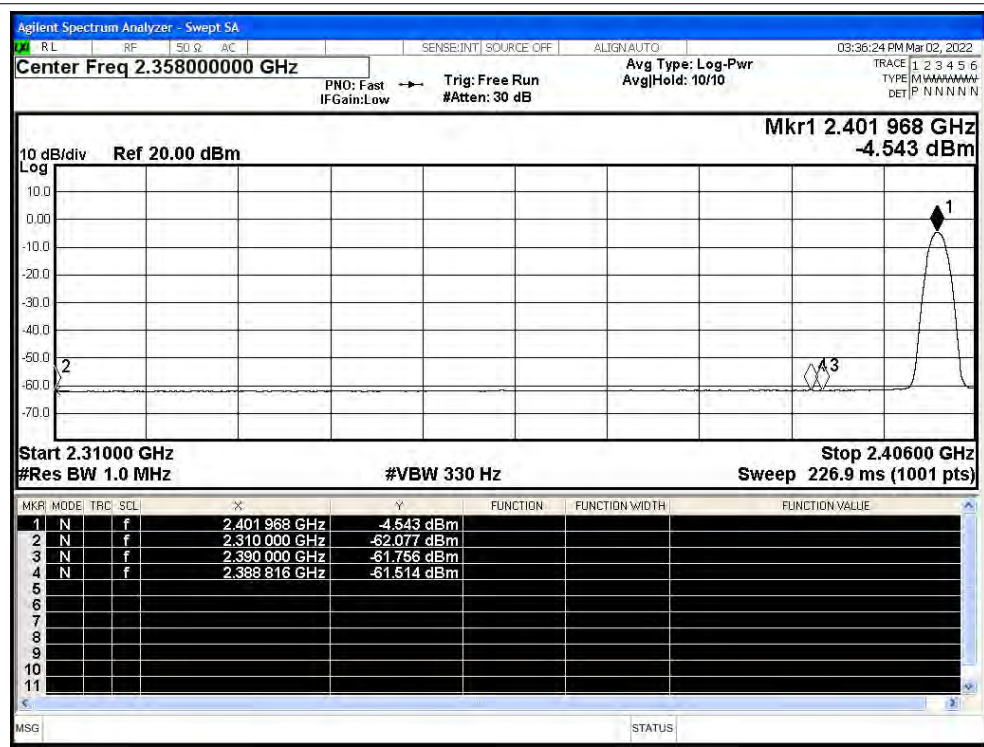 Agilent Spectrum Analyzer - Swept SA
RL RF 50 Ω AC SENSE:INT SOURCE OFF ALIGN AUTO 03:36:24 PM Mar 02, 2022
Center Freq 2.358000000 GHz
PNO: Fast
IFGain:Low
Trig: Free Run
#Atten: 30 dB
Avg Type: Log-Pwr
Avg|Hold: 10/10
TRACE 1 2 3 4 5 6
TYPE M
DET P N N N N N
Mkr1 2.401 968 GHz
-4.543 dBm
10 dB/div Ref 20.00 dBm
Log
10.0
0.00
-10.0
-20.0
-30.0
-40.0
-50.0
-60.0
-70.0
1
2
4 3
Start 2.31000 GHz Stop 2.40600 GHz
#Res BW 1.0 MHz #VBW 330 Hz Sweep 226.9 ms (1001 pts)
MKR MODE TRC SCL X Y FUNCTION FUNCTION WIDTH FUNCTION VALUE
1 N f 2.401 968 GHz -4.543 dBm
2 N f 2.310 000 GHz -62.077 dBm
3 N f 2.390 000 GHz -61.756 dBm
4 N f 2.388 816 GHz -61.514 dBm
5
6
7
8
9
10
11
MSG STATUS